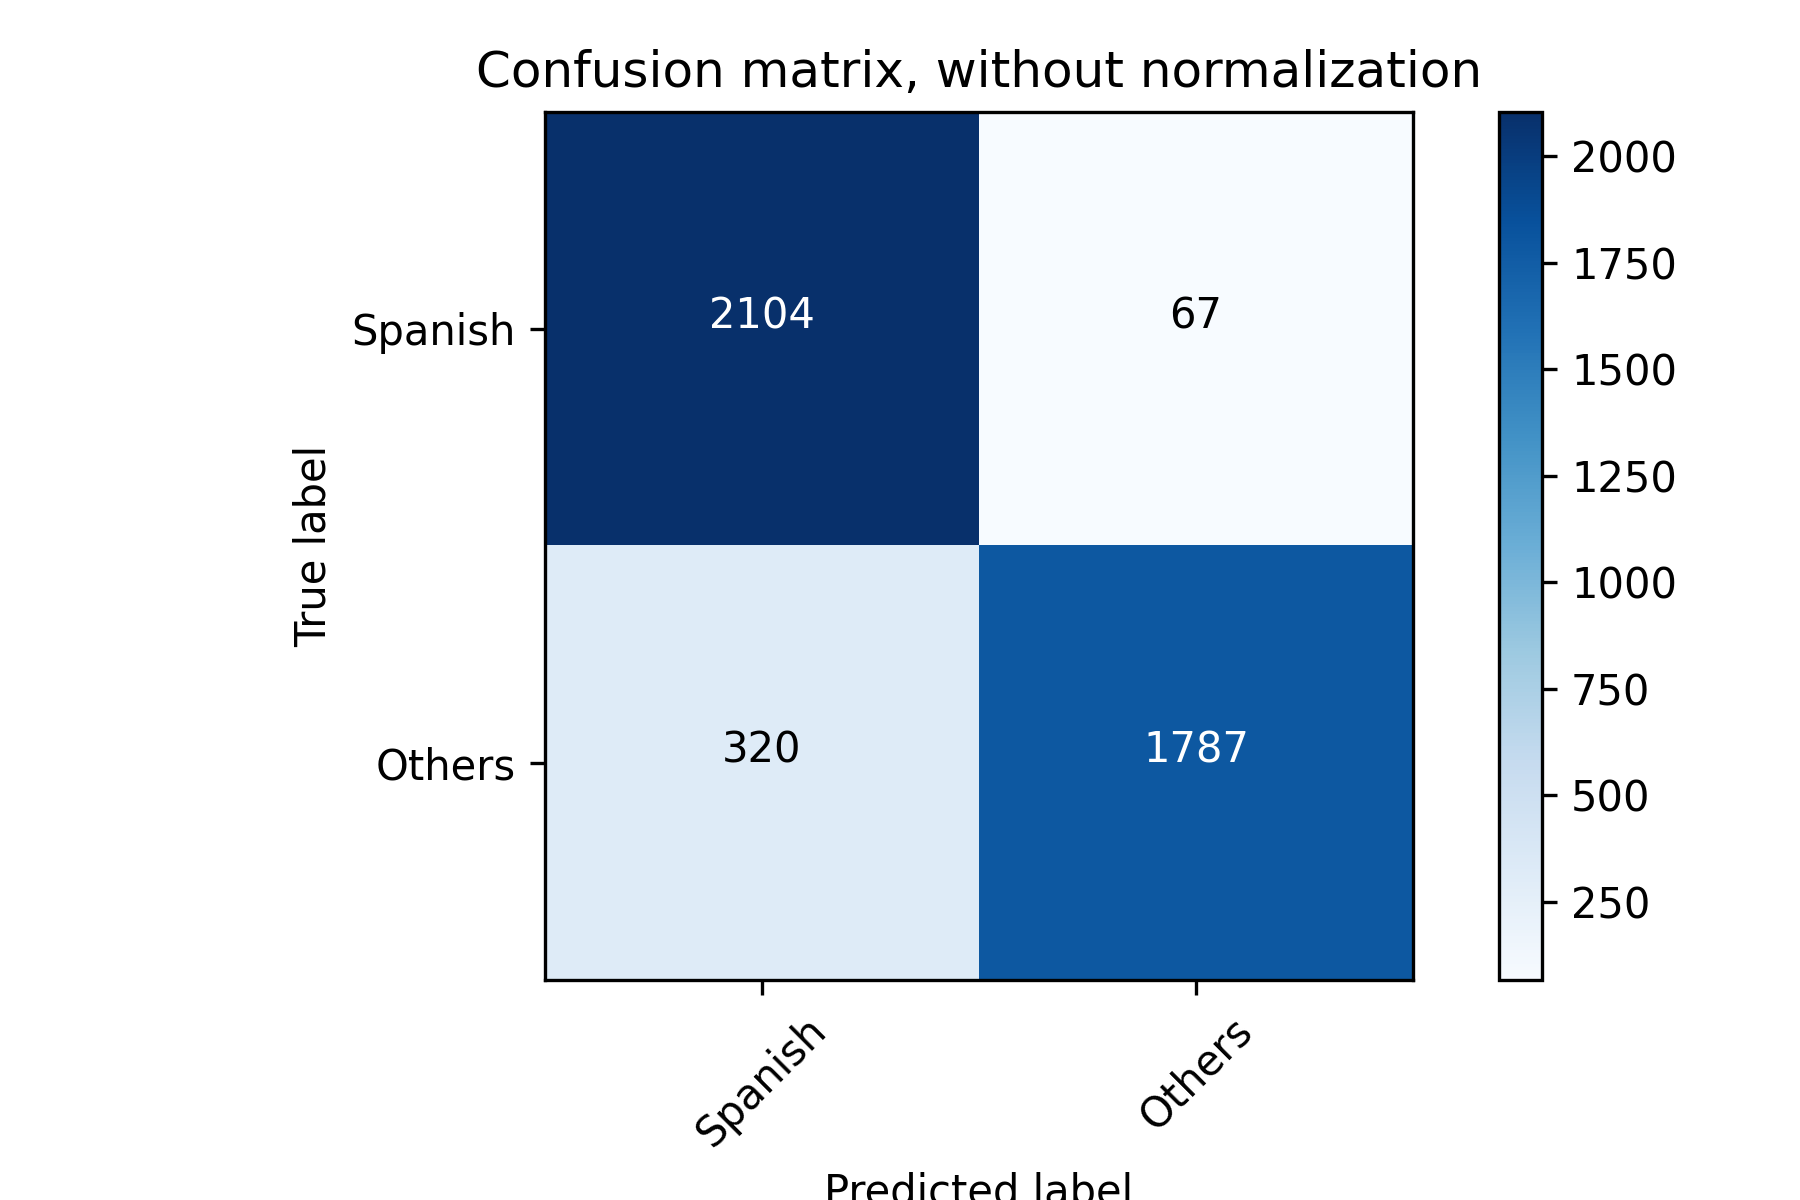 Confusion matrix, without normalization
2104
67
320
1787
Spanish
Others
True label
Spanish
Others
Predicted label
2000
1750
1500
1250
1000
750
500
250